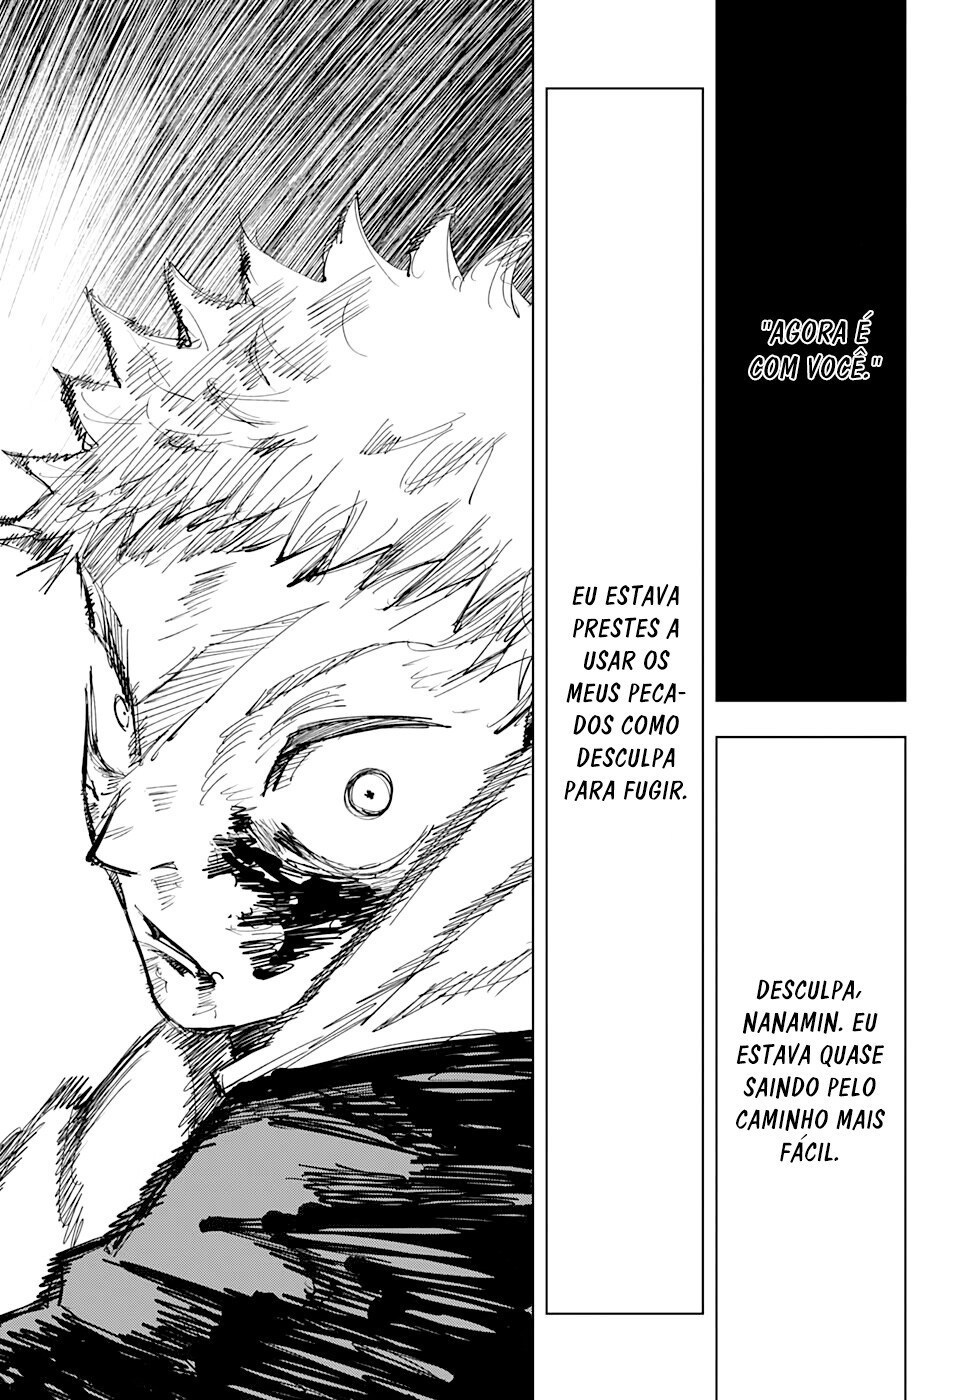 "AGORA É
COM VOCÊ."
DESCULPA,
NANAMIN. EU
ESTAVA QUASE
SAINDO PELO
CAMINHO MAIS
FÁCIL.
EU ESTAVA
PRESTES A
USAR OS
MEUS PECA-
DOS COMO
DESCULPA
PARA FUGIR.